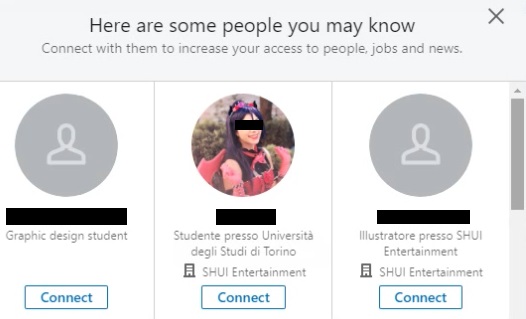 Here are some people you may know
Connect with them to increase your access to people, jobs and news.
Graphic design student
Connect
Studente presso Università
degli Studi di Torino
SHUI Entertainment
Connect
Illustratore presso SHUI
Entertainment
SHUI Entertainment
Connect